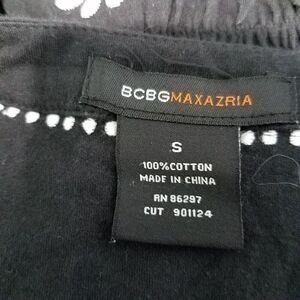 BCBGMAXAZRIA
S
100%COTTON
MADE IN CHINA
RN 86297
CUT 901124